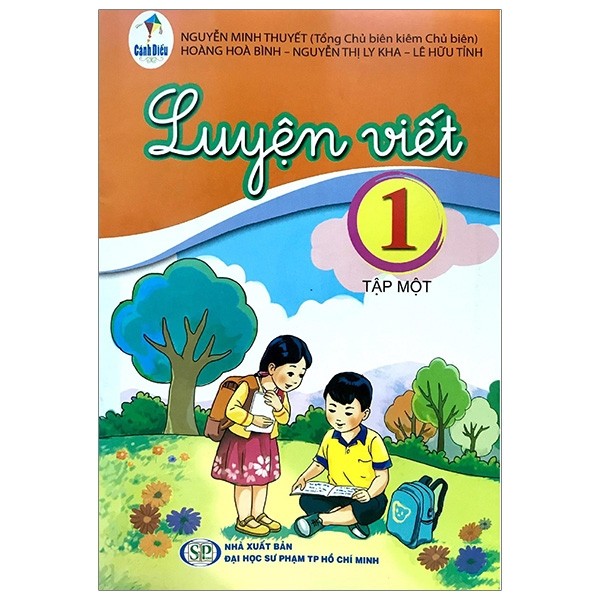 Cánh Diều
NGUYỄN MINH THUYẾT (Tổng Chủ biên kiêm Chủ biên)
HOÀNG HOÀ BÌNH – NGUYỄN THỊ LY KHA – LÊ HỮU TỈNH
Luyện viết
1
TẬP MỘT
SP
NHÀ XUẤT BẢN
ĐẠI HỌC SƯ PHẠM TP HỒ CHÍ MINH